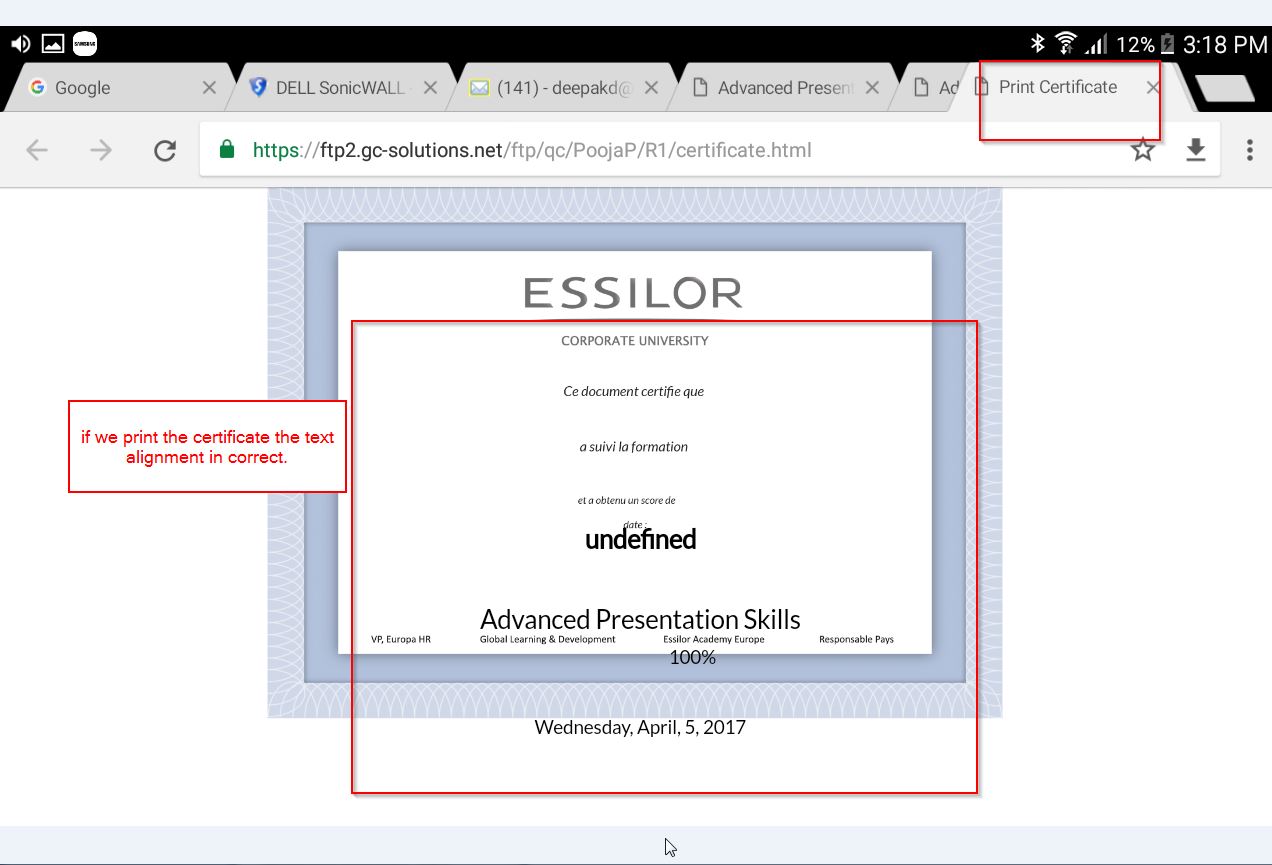 SAMSUNG
12% 3:18 PM
Google
DELL SonicWALL -
(141) - deepakd@
Advanced Present
Ad
Print Certificate
https://ftp2.gc-solutions.net/ftp/qc/PoojaP/R1/certificate.html
ESSILOR
CORPORATE UNIVERSITY
Ce document certifie que
if we print the certificate the text
alignment in correct.
a suivi la formation
et a obtenu un score de
date :
undefined
Advanced Presentation Skills
VP, Europa HR Global Learning & Development Essilor Academy Europe Responsable Pays
100%
Wednesday, April, 5, 2017